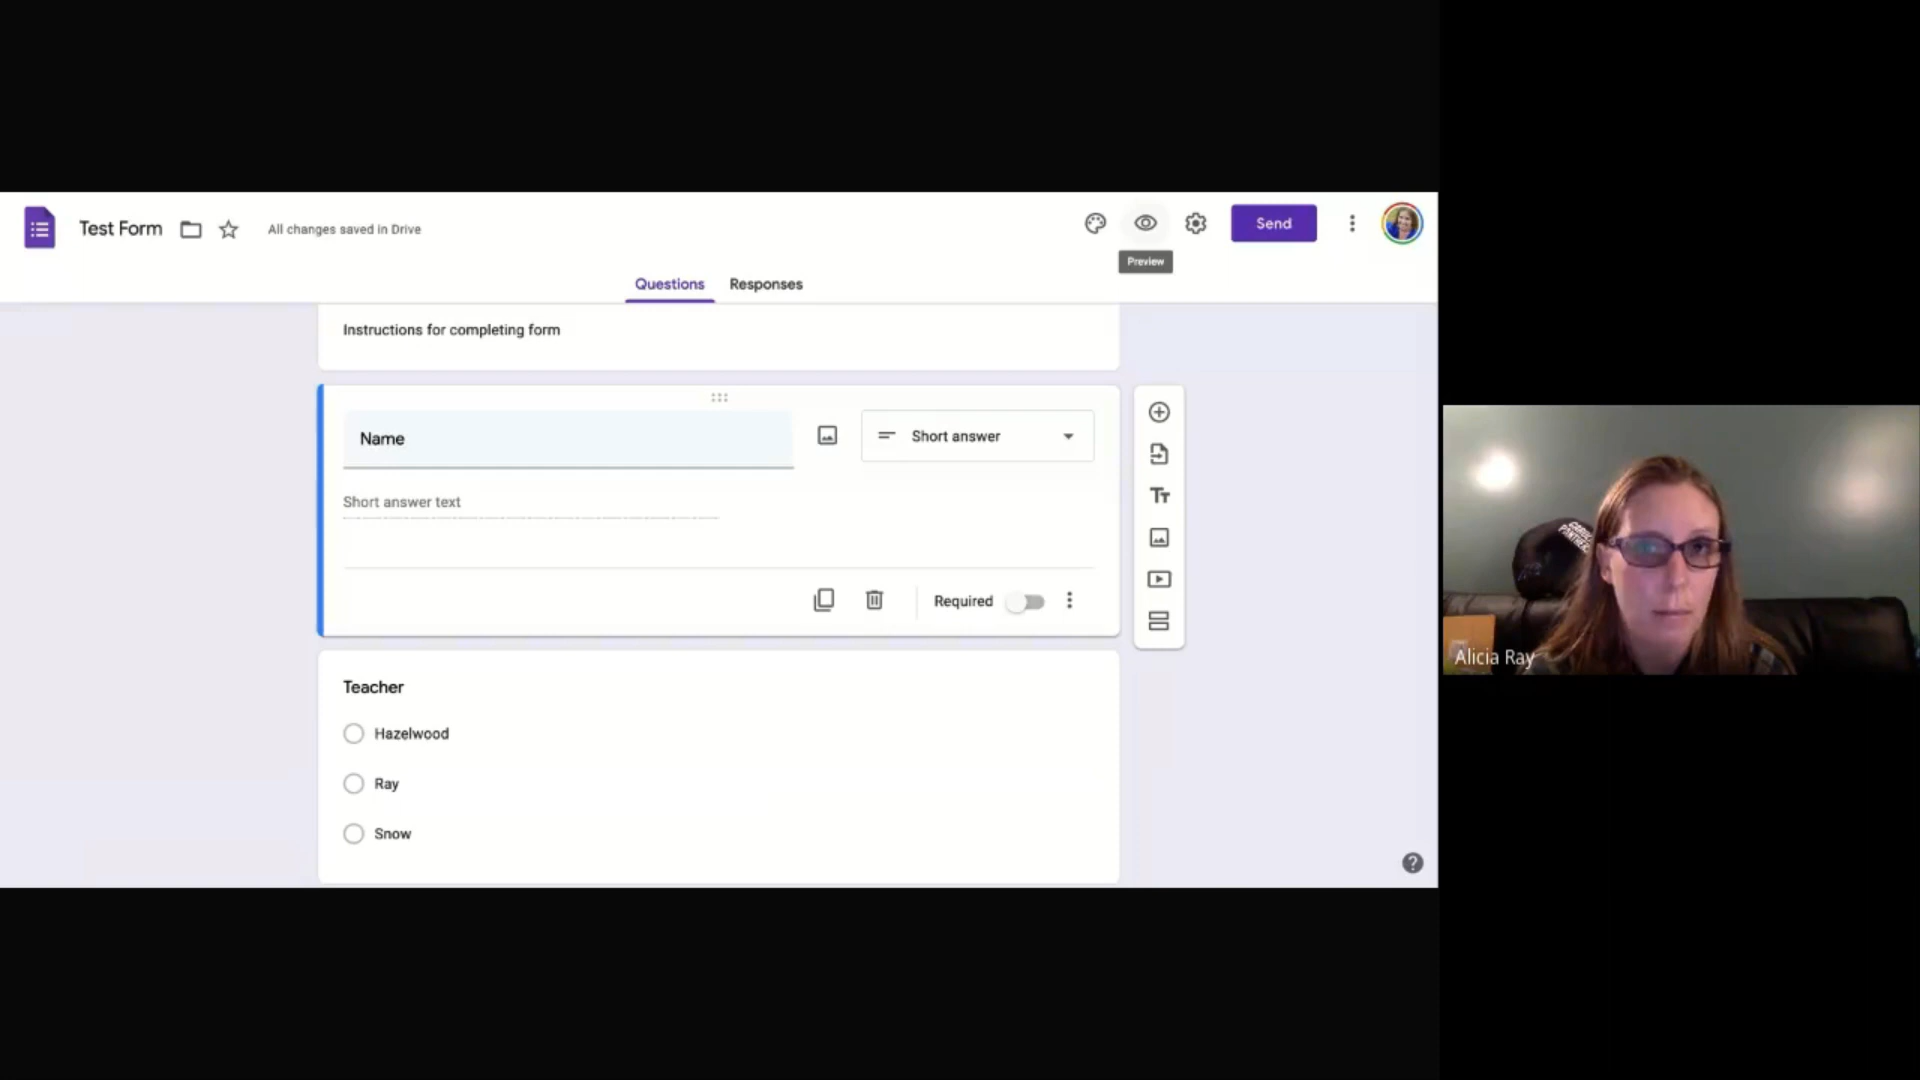 Test Form
All changes saved in Drive
Send
Preview
Questions
Responses
Instructions for completing form
Name
Short answer
Short answer text
Required
Teacher
Hazelwood
Ray
Snow
PANTHERS
Alicia Ray